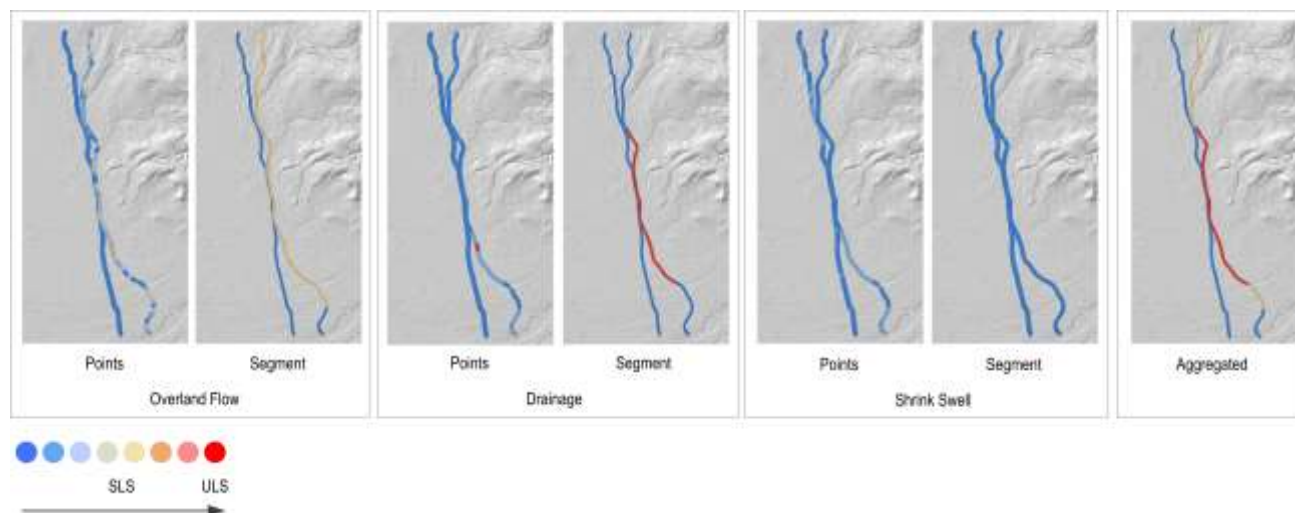 Points Segment Points Segment Points Segment Aggregated
Overland Flow Drainage Shrink Swell
SLS ULS